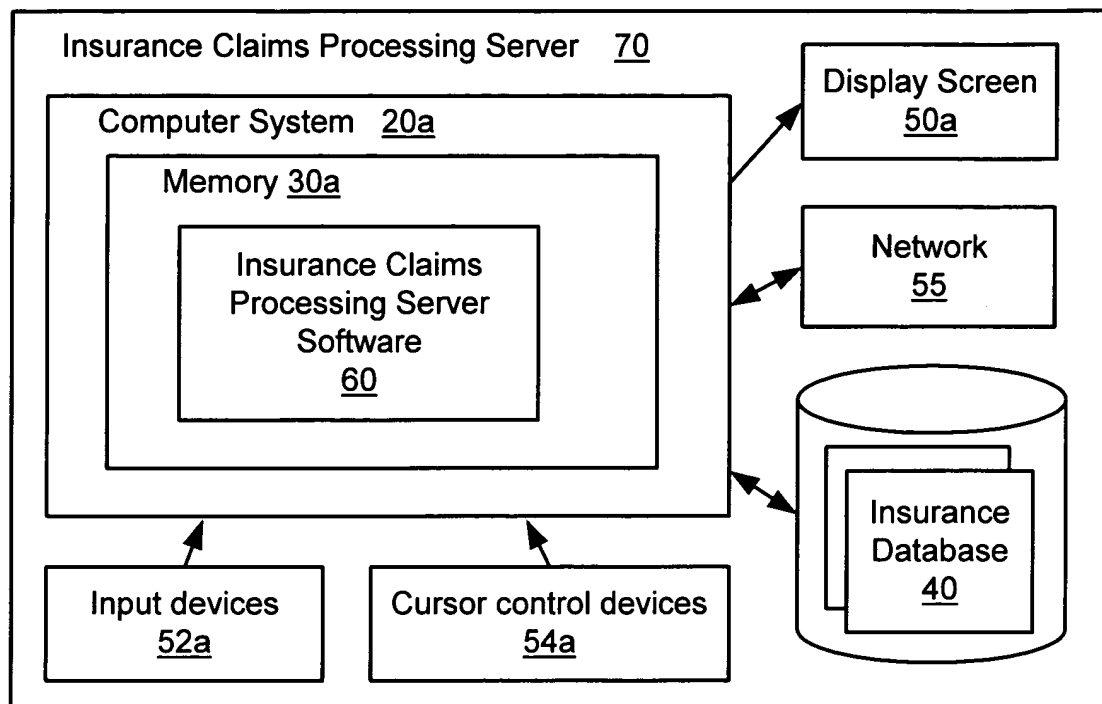 Insurance Claims Processing Server 70
Computer System 20a
Memory 30a
Insurance Claims
Processing Server
Software
60
Display Screen
50a
Network
55
Insurance
Database
40
Input devices
52a
Cursor control devices
54a